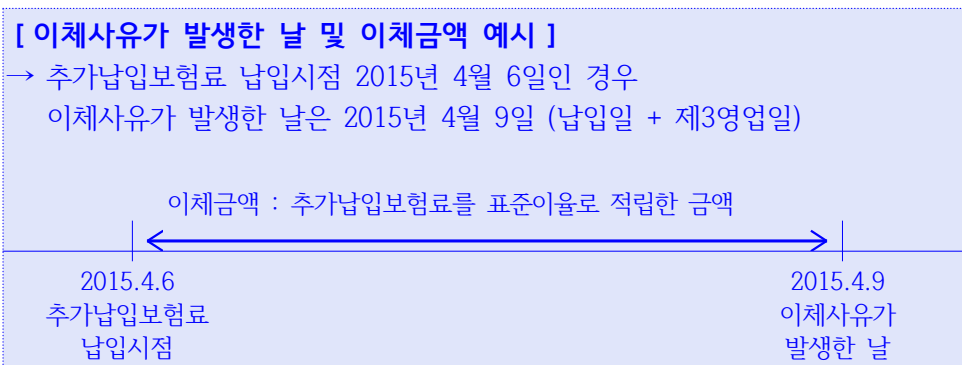 [ 이체사유가 발생한 날 및 이체금액 예시 ]
→ 추가납입보험료 납입시점 2015년 4월 6일인 경우
이체사유가 발생한 날은 2015년 4월 9일 (납입일 + 제3영업일)
이체금액 : 추가납입보험료를 표준이율로 적립한 금액
2015.4.6
추가납입보험료
납입시점
2015.4.9
이체사유가
발생한 날